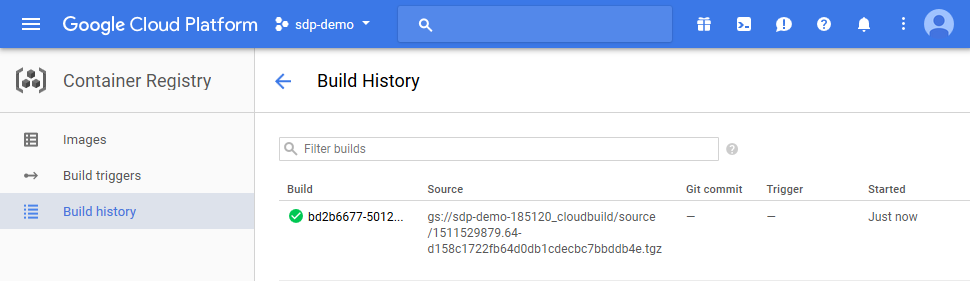 Google Cloud Platform sdp-demo
Container Registry
Build History
Images
Build triggers
Build history
Filter builds
Build Source Git commit Trigger Started
bd2b6677-5012... gs://sdp-demo-185120_cloudbuild/source — — Just now
/1511529879.64-
d158c1722fb64d0db1cdecbc7bbddb4e.tgz